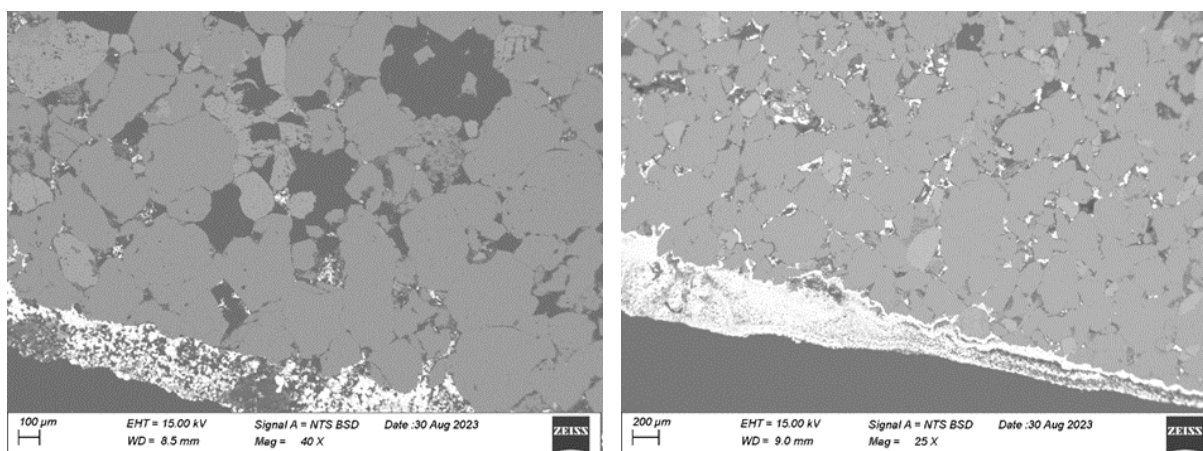 100 µm
EHT = 15.00 kV Signal A = NTS BSD Date :30 Aug 2023
WD = 8.5 mm Mag = 40 X
ZEISS
200 µm
EHT = 15.00 kV Signal A = NTS BSD Date :30 Aug 2023
WD = 9.0 mm Mag = 25 X
ZEISS